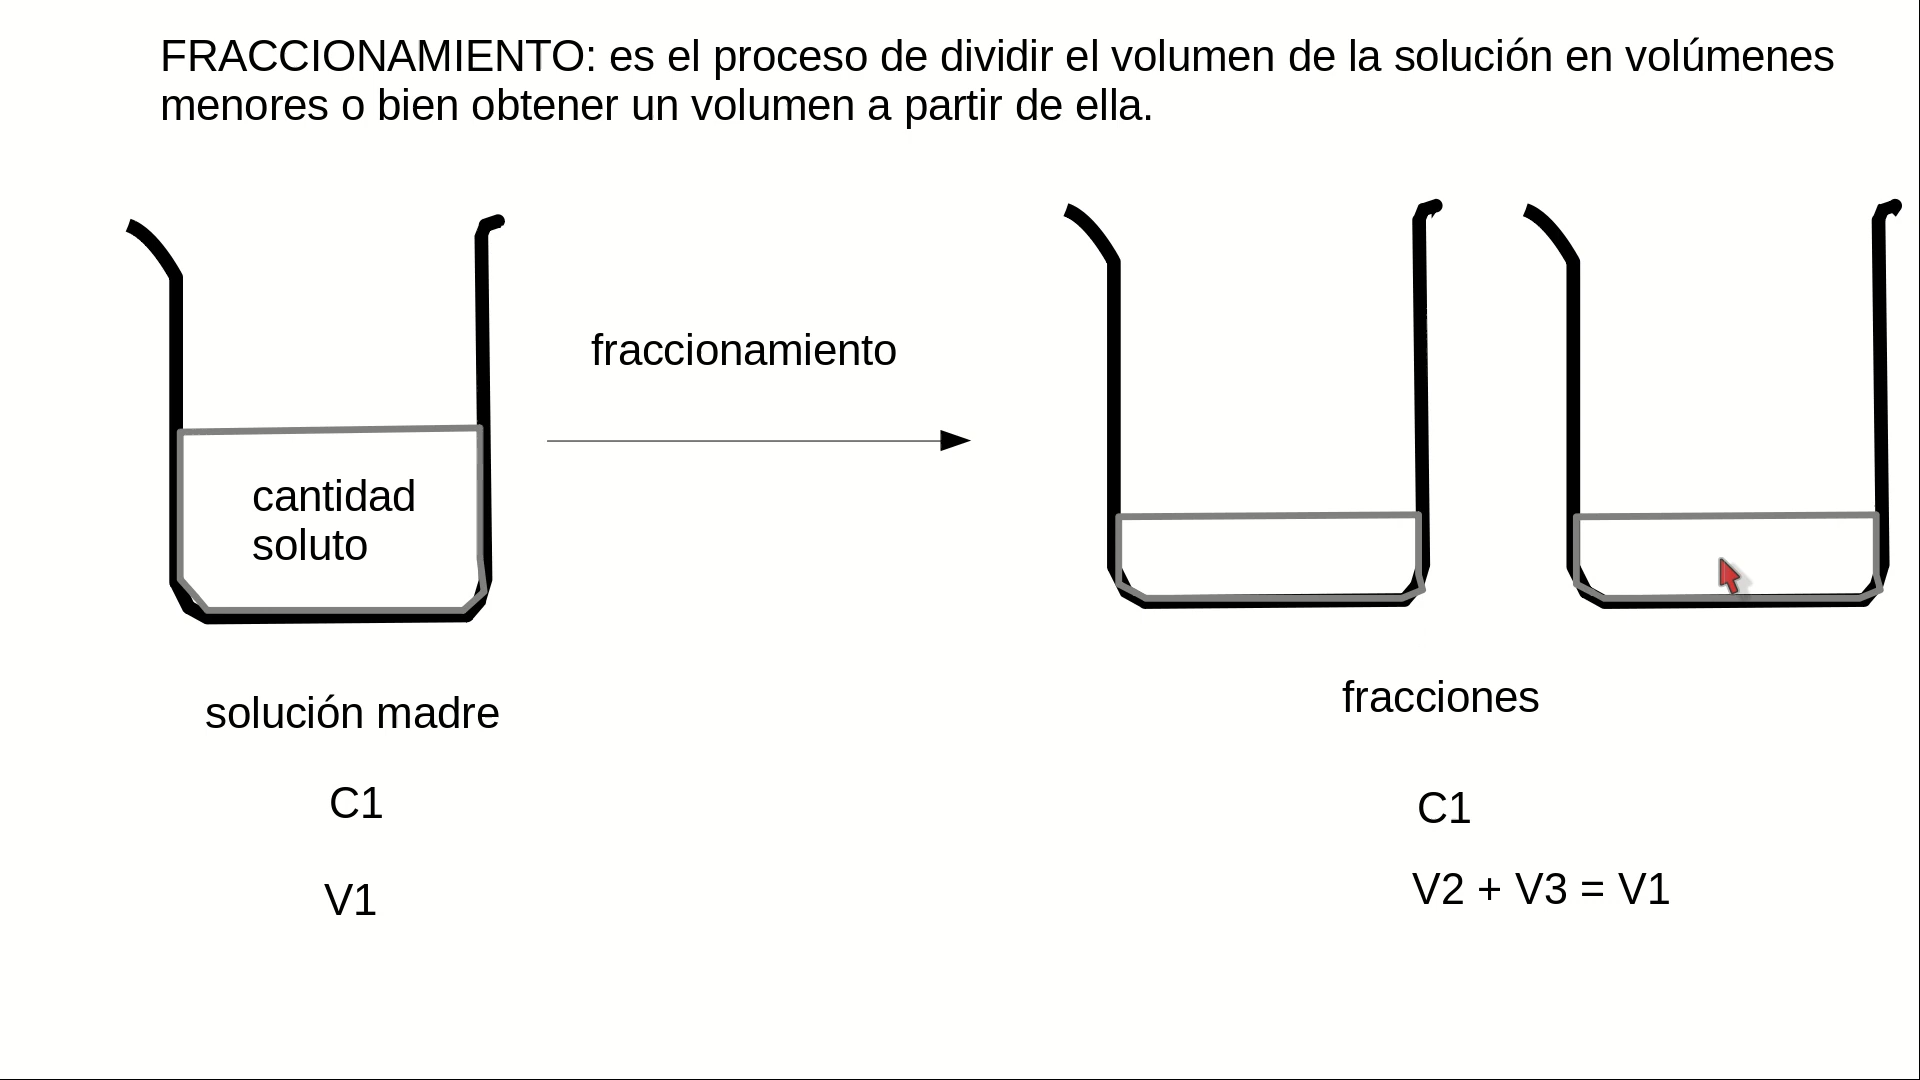 FRACCIONAMIENTO: es el proceso de dividir el volumen de la solución en volúmenes
menores o bien obtener un volumen a partir de ella.
fraccionamiento
cantidad
soluto
solución madre
fracciones
C1
C1
V1
V2 + V3 = V1